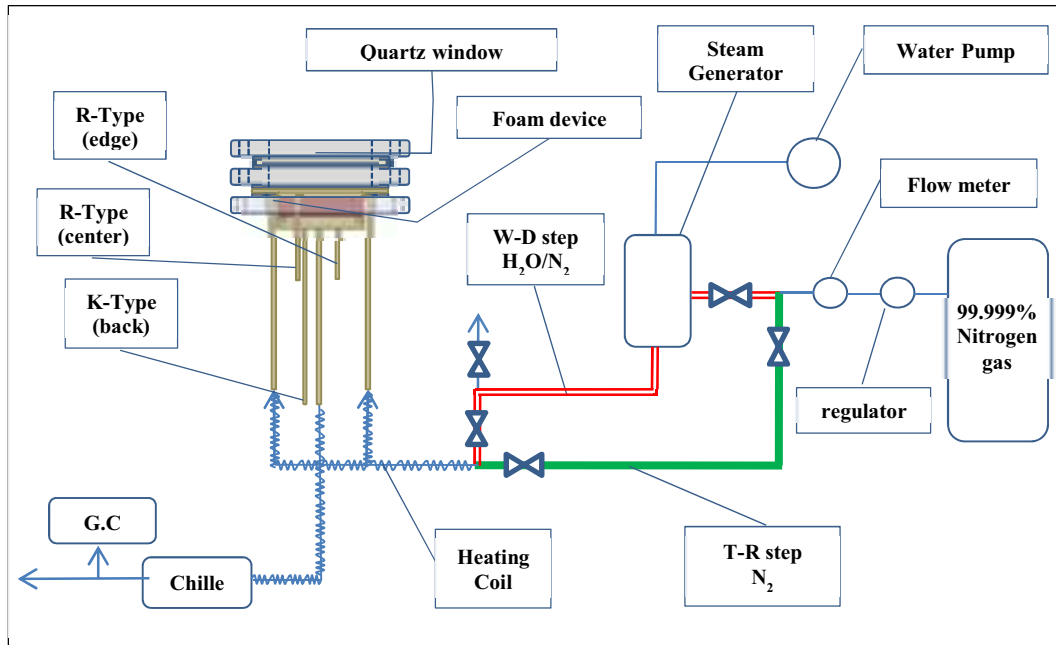 Quartz window
Steam
Generator
Water Pump
R-Type
(edge)
Foam device
Flow meter
R-Type
(center)
W-D step
H₂O/N₂
K-Type
(back)
99.999%
Nitrogen
gas
regulator
G.C
Chille
Heating
Coil
T-R step
N₂